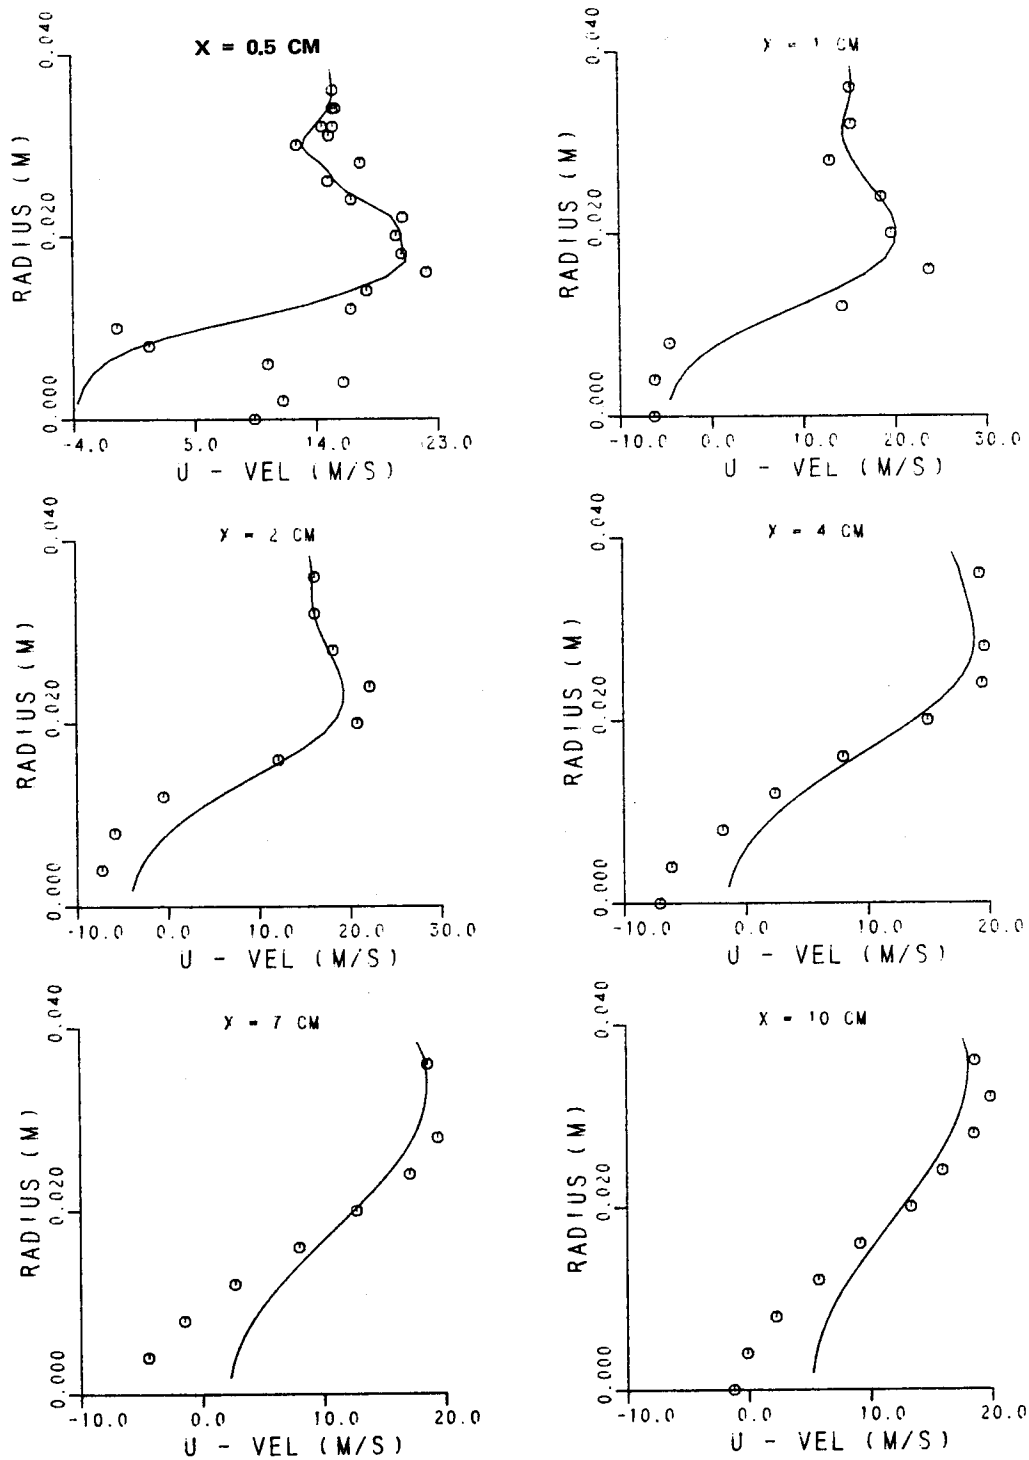 X = 0.5 CM
RADIUS (M)
0.040
0.020
0.000
-4.0 5.0 14.0 23.0
U - VEL (M/S)
X = 1 CM
RADIUS (M)
0.040
0.020
0.000
-10.0 0.0 10.0 20.0 30.0
U - VEL (M/S)
X = 2 CM
RADIUS (M)
0.040
0.020
0.000
-10.0 0.0 10.0 20.0 30.0
U - VEL (M/S)
X = 4 CM
RADIUS (M)
0.040
0.020
0.000
-10.0 0.0 10.0 20.0
U - VEL (M/S)
X = 7 CM
RADIUS (M)
0.040
0.020
0.000
-10.0 0.0 10.0 20.0
U - VEL (M/S)
X = 10 CM
RADIUS (M)
0.040
0.020
0.000
-10.0 0.0 10.0 20.0
U - VEL (M/S)